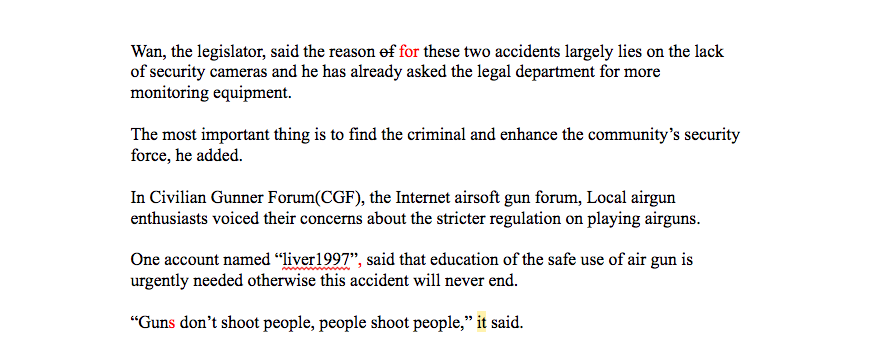 Wan, the legislator, said the reason of for these two accidents largely lies on the lack
of security cameras and he has already asked the legal department for more
monitoring equipment.
The most important thing is to find the criminal and enhance the community’s security
force, he added.
In Civilian Gunner Forum(CGF), the Internet airsoft gun forum, Local airgun
enthusiasts voiced their concerns about the stricter regulation on playing airguns.
One account named “liver1997”, said that education of the safe use of air gun is
urgently needed otherwise this accident will never end.
“Guns don’t shoot people, people shoot people,” it said.